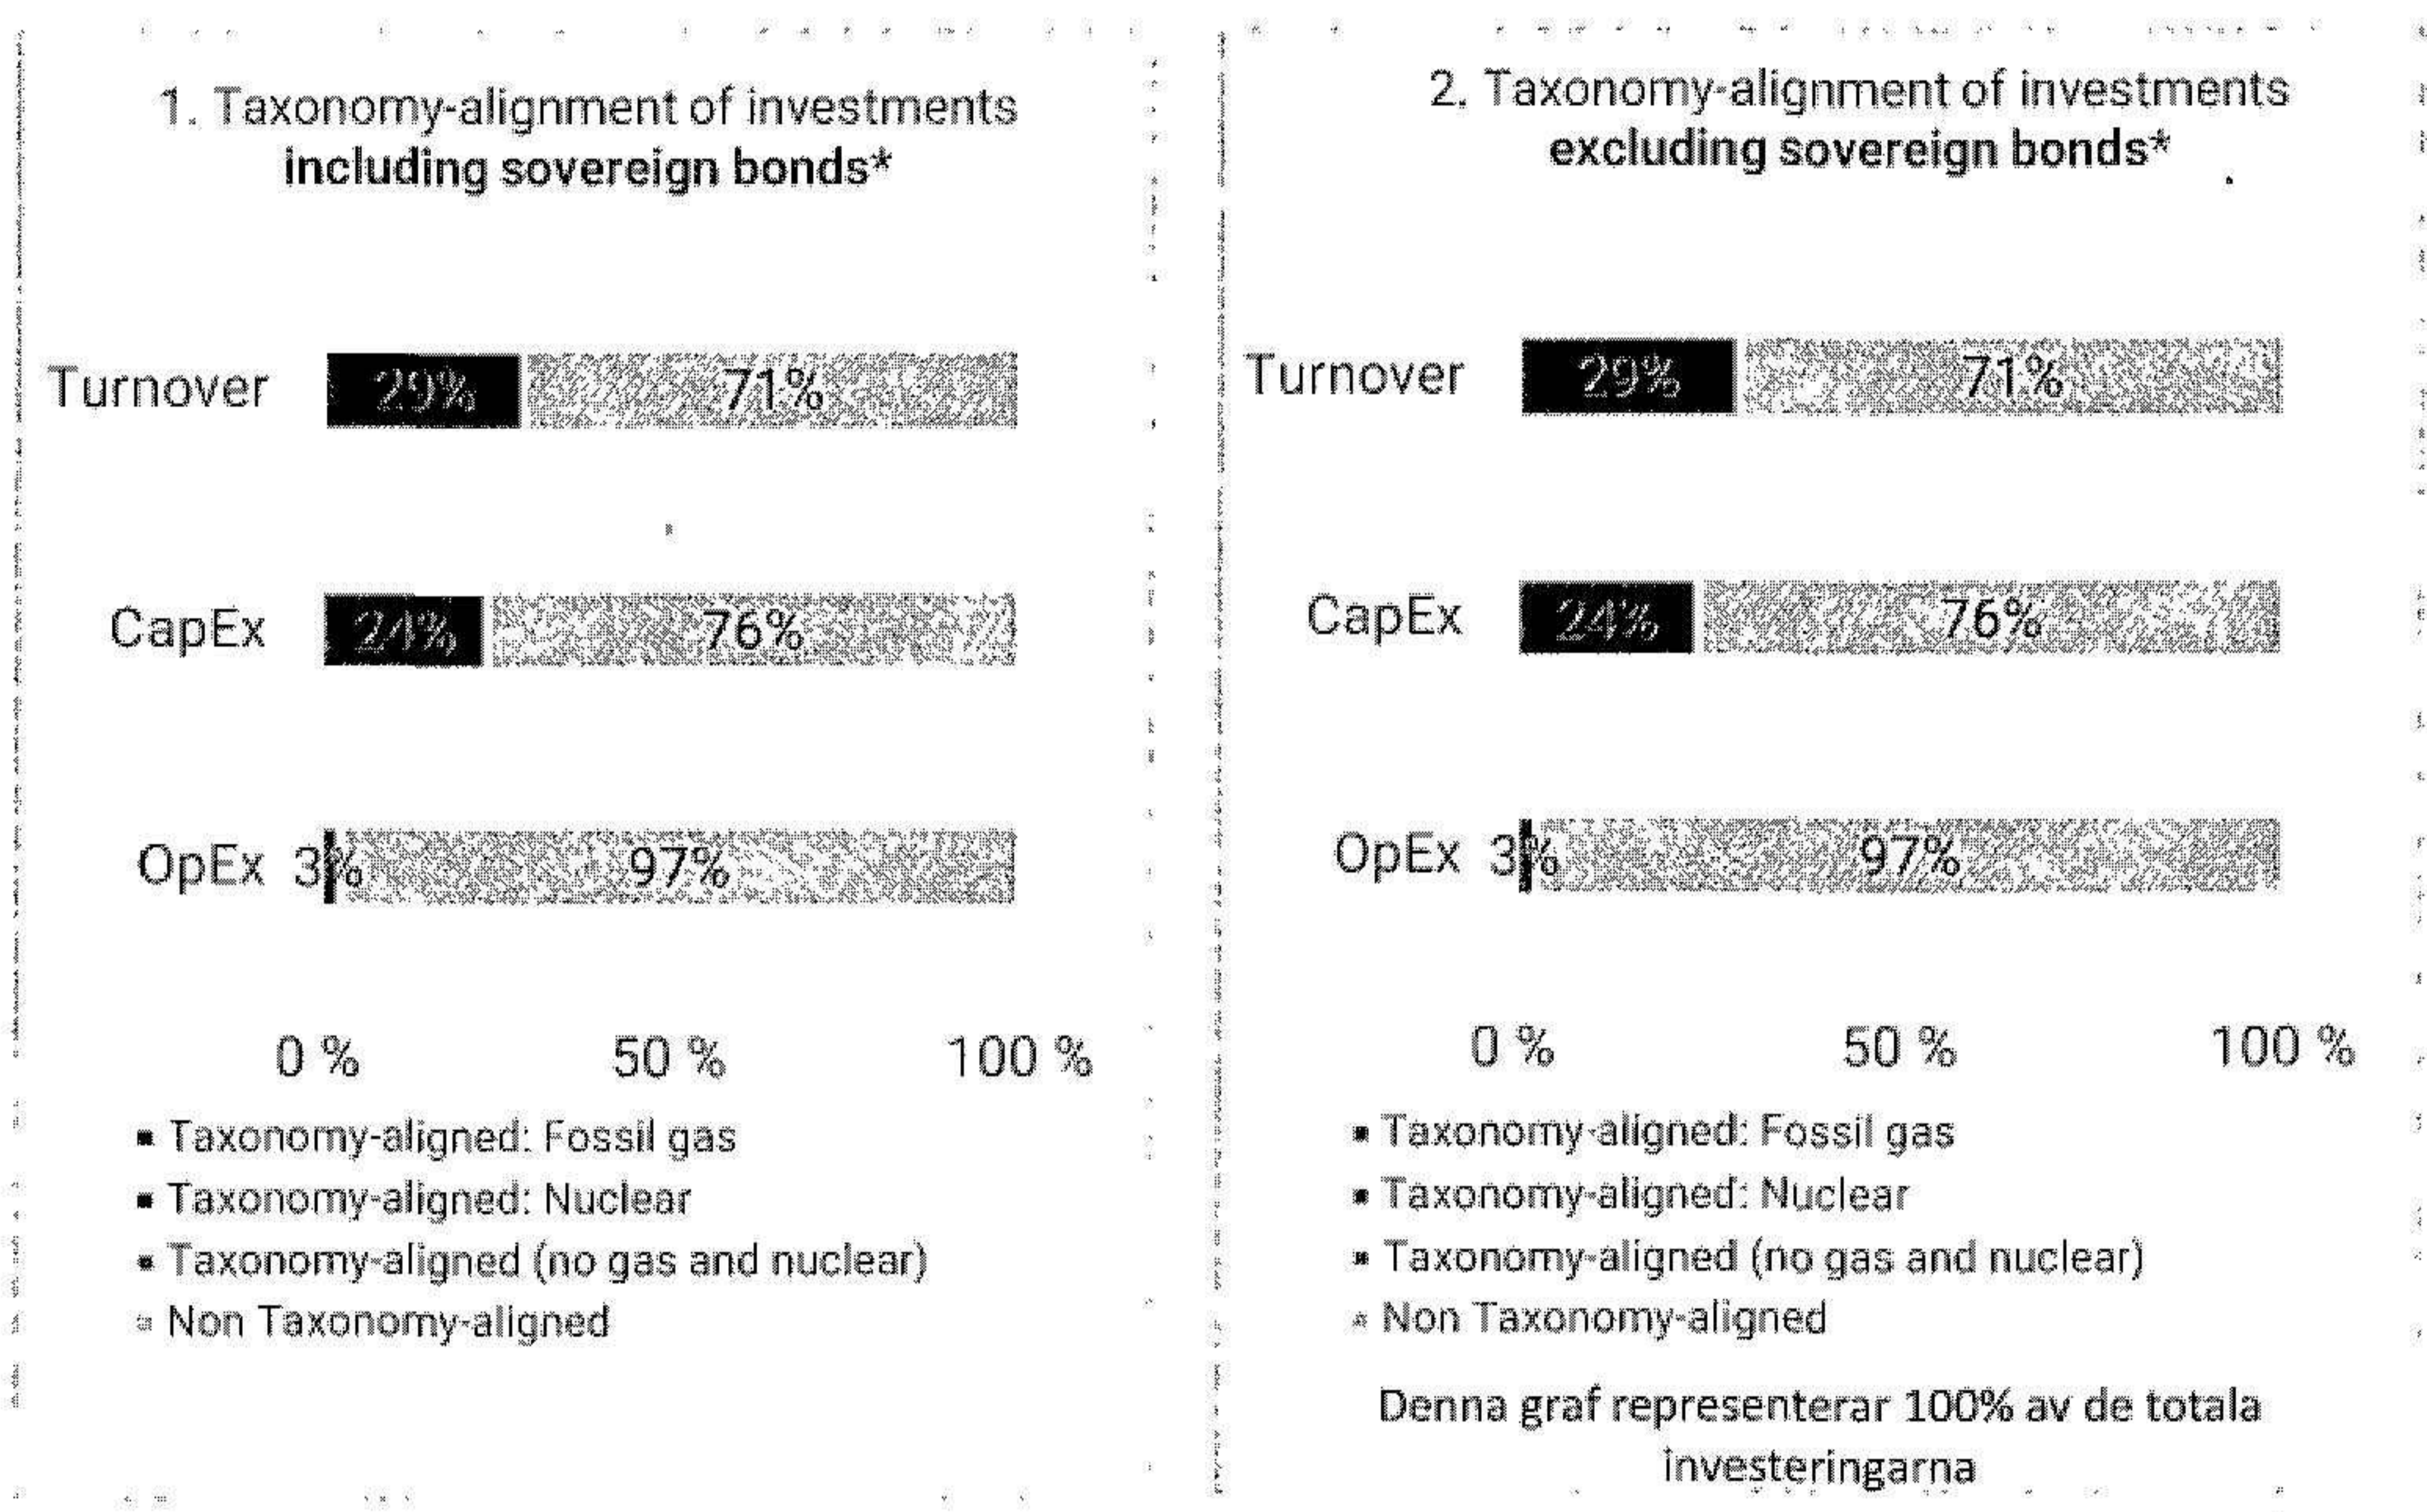 1. Taxonomy-alignment of investments
including sovereign bonds*
Turnover 29% 71%
CapEx 24% 76%
OpEx 3% 97%
0 % 50 % 100 %
▪ Taxonomy-aligned: Fossil gas
▪ Taxonomy-aligned: Nuclear
▪ Taxonomy-aligned (no gas and nuclear)
▪ Non Taxonomy-aligned
2. Taxonomy-alignment of investments
excluding sovereign bonds*
Turnover 29% 71%
CapEx 24% 76%
OpEx 3% 97%
0 % 50 % 100 %
▪ Taxonomy-aligned: Fossil gas
▪ Taxonomy-aligned: Nuclear
▪ Taxonomy-aligned (no gas and nuclear)
▪ Non Taxonomy-aligned
Denna graf representerar 100% av de totala
investeringarna